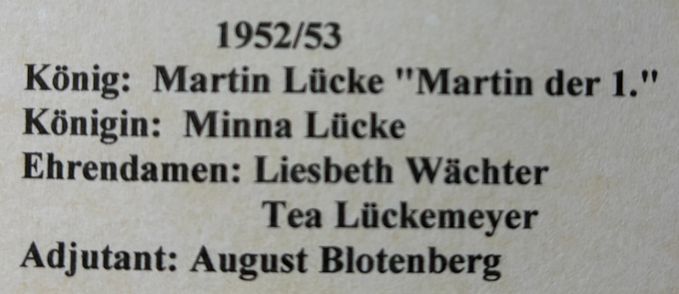 1952/53
König: Martin Lücke "Martin der 1."
Königin: Minna Lücke
Ehrendamen: Liesbeth Wächter
Tea Lückemeyer
Adjutant: August Blotenberg